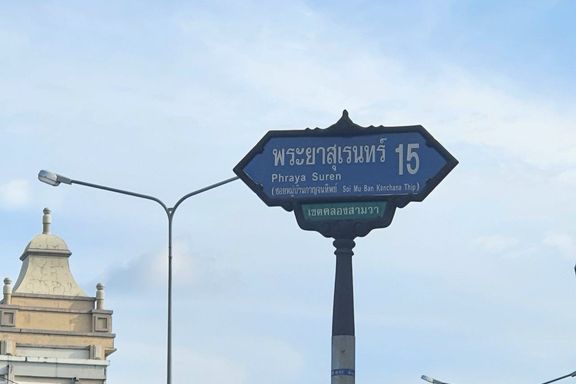 พระยาสุเรนทร์ 15
Phraya Suren
(ซอยหมู่บ้านกาญจนทิพย์ Soi Mu Ban Kanchana Thip)
เขตคลองสามวา